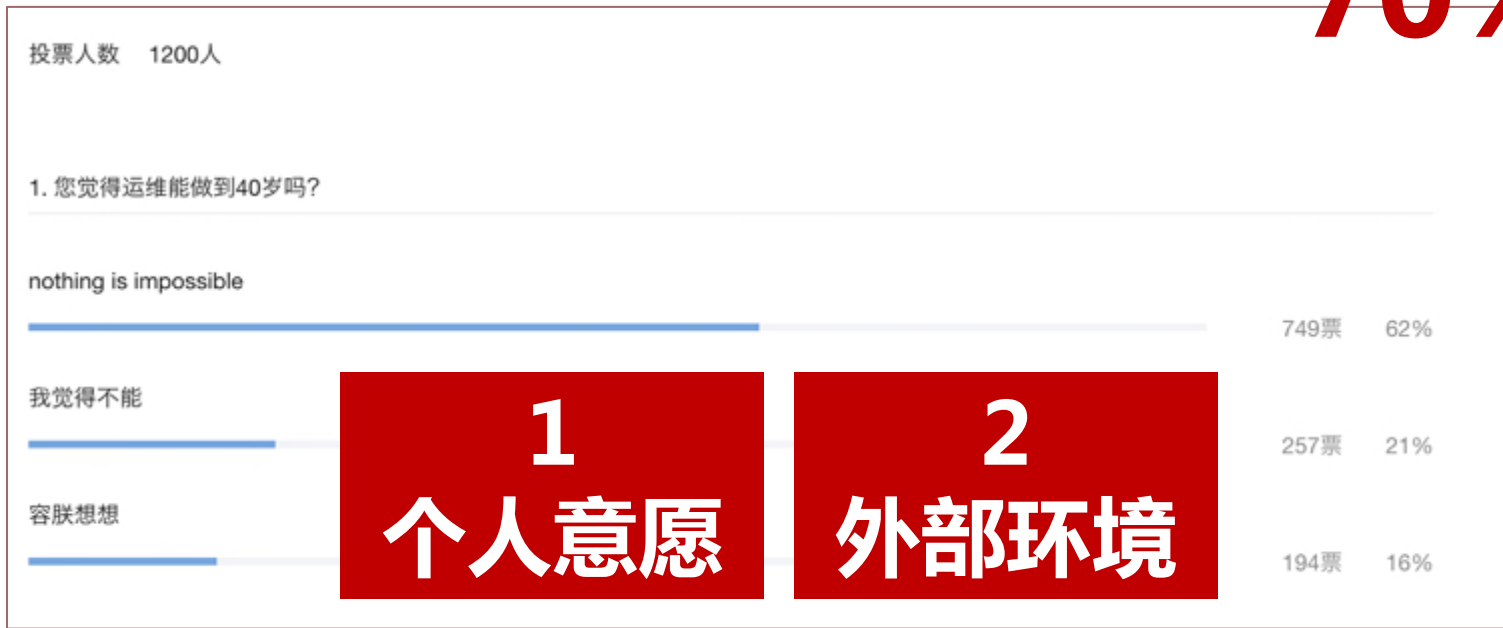 投票人数 1200人
1. 您觉得运维能做到40岁吗?
nothing is impossible
749票 62%
我觉得不能
257票 21%
容朕想想
194票 16%
1
个人意愿
2
外部环境